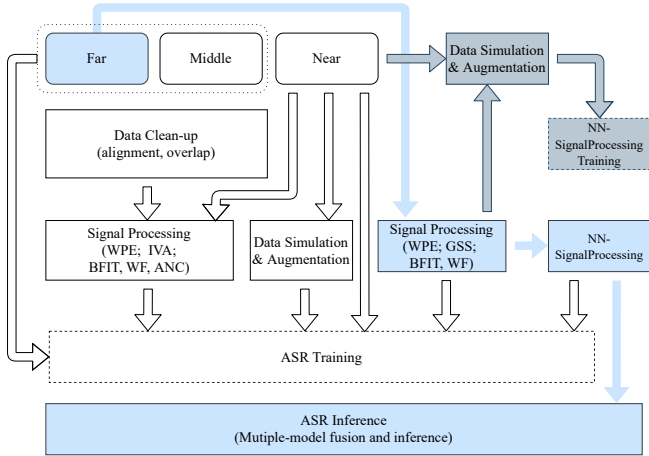 Far
Middle
Near
Data Simulation
& Augmentation
NN-
SignalProcessing
Training
Data Clean-up
(alignment, overlap)
Signal Processing
(WPE; IVA;
BFIT, WF, ANC)
Data Simulation
& Augmentation
Signal Processing
(WPE; GSS;
BFIT, WF)
NN-
SignalProcessing
ASR Training
ASR Inference
(Mutiple-model fusion and inference)